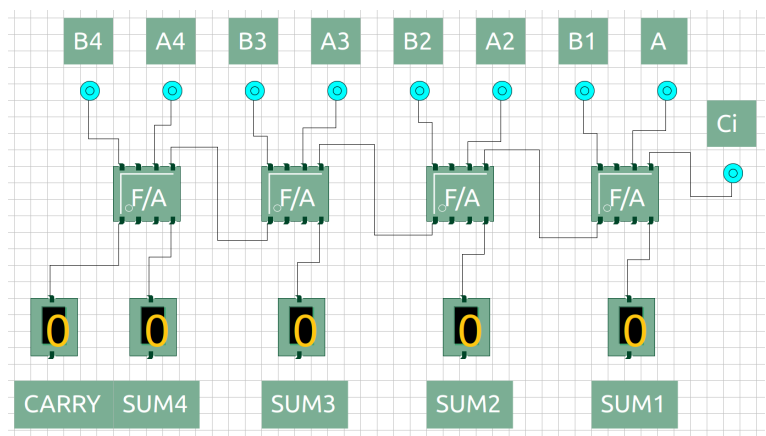 B4 A4 B3 A3 B2 A2 B1 A
Ci
F/A F/A F/A F/A
0 0 0 0 0
CARRY SUM4 SUM3 SUM2 SUM1